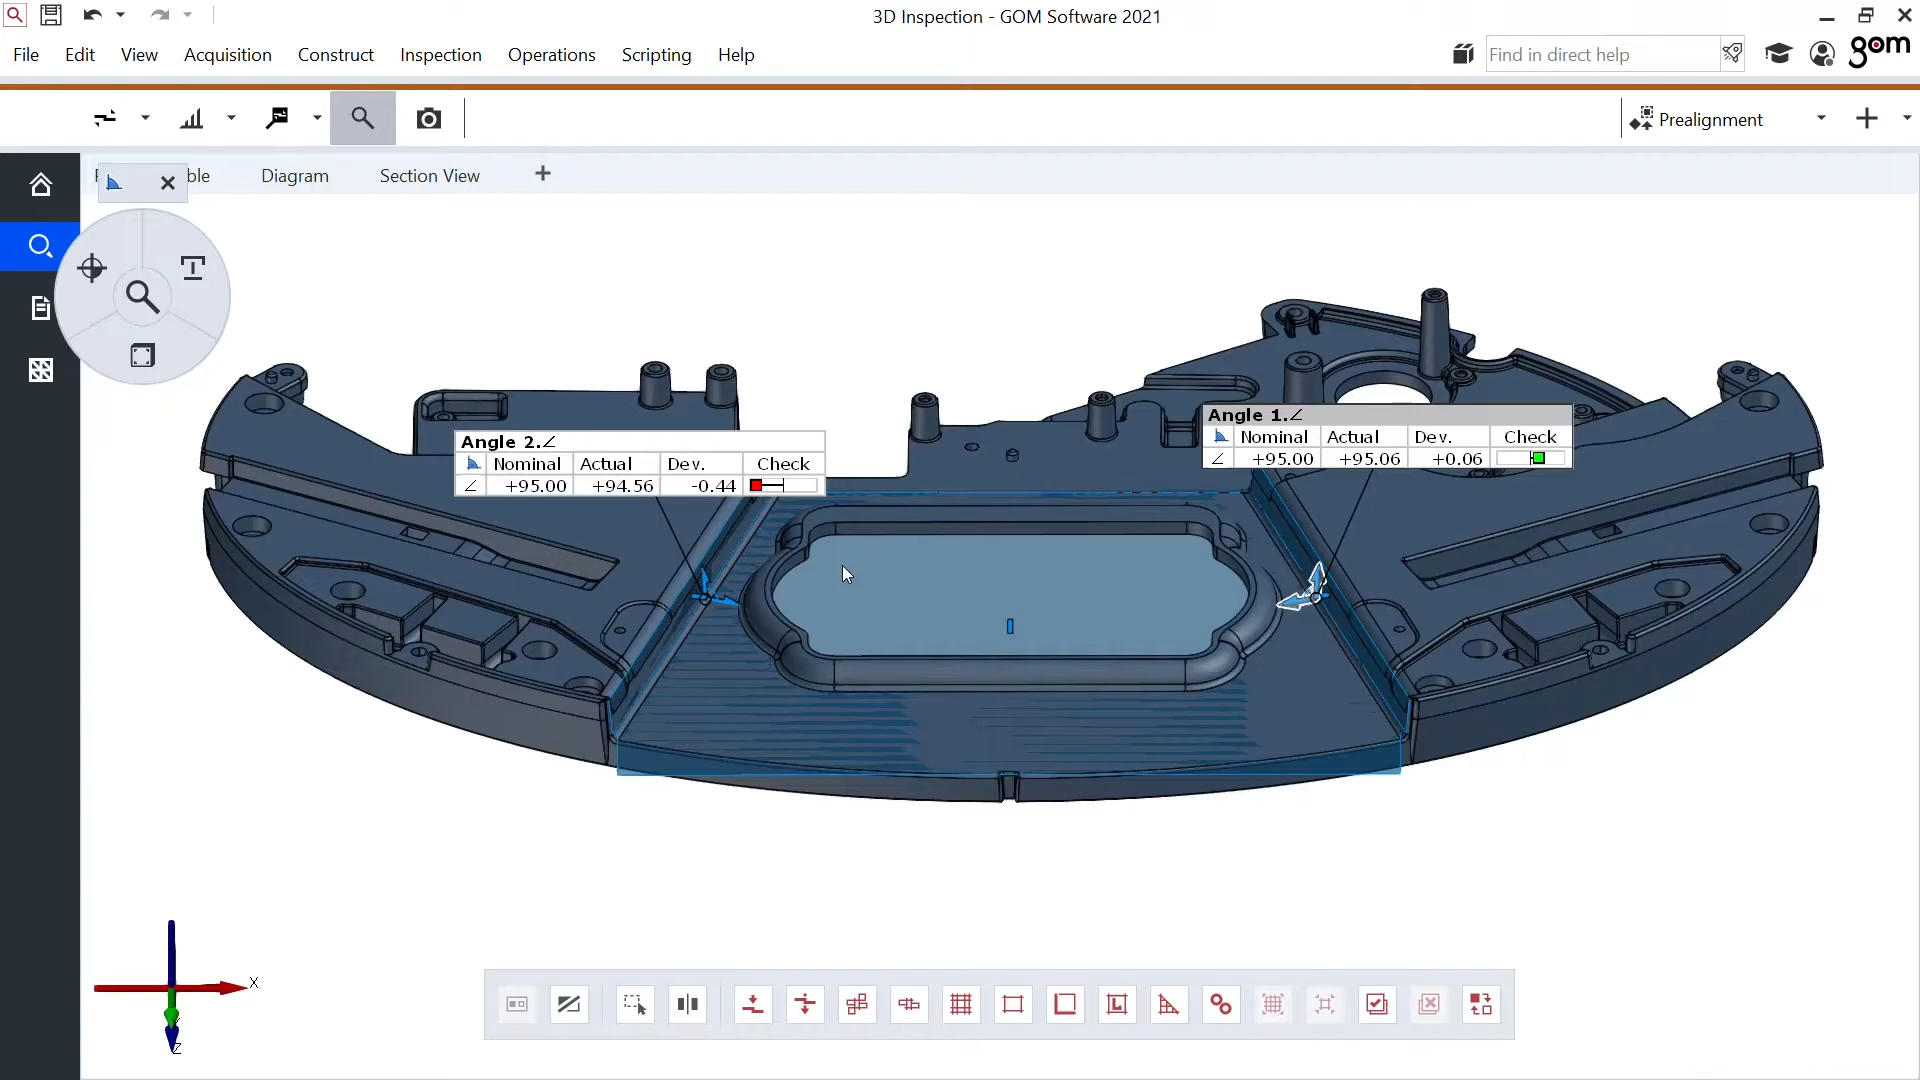 3D Inspection - GOM Software 2021
File Edit View Acquisition Construct Inspection Operations Scripting Help
Find in direct help
gom
Prealignment
Diagram Section View
Angle 2.∠
Nominal Actual Dev. Check
∠ +95.00 +94.56 -0.44
Angle 1.∠
Nominal Actual Dev. Check
∠ +95.00 +95.06 +0.06
X
Z